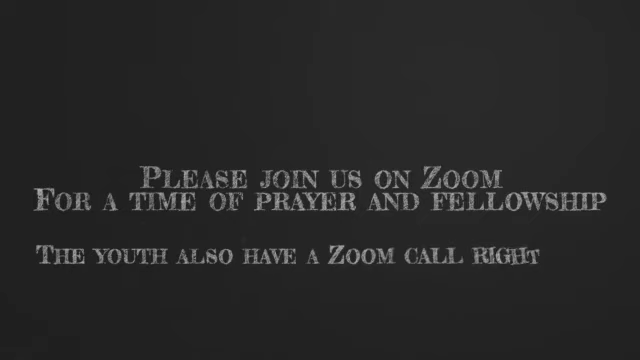 Please join us on Zoom
For a time of prayer and fellowship
The youth also have a Zoom call right